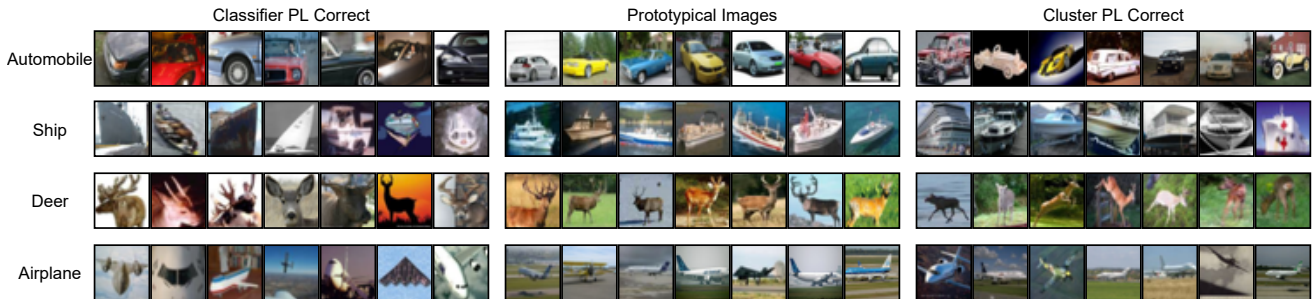 Classifier PL Correct
Prototypical Images
Cluster PL Correct
Automobile
Ship
Deer
Airplane